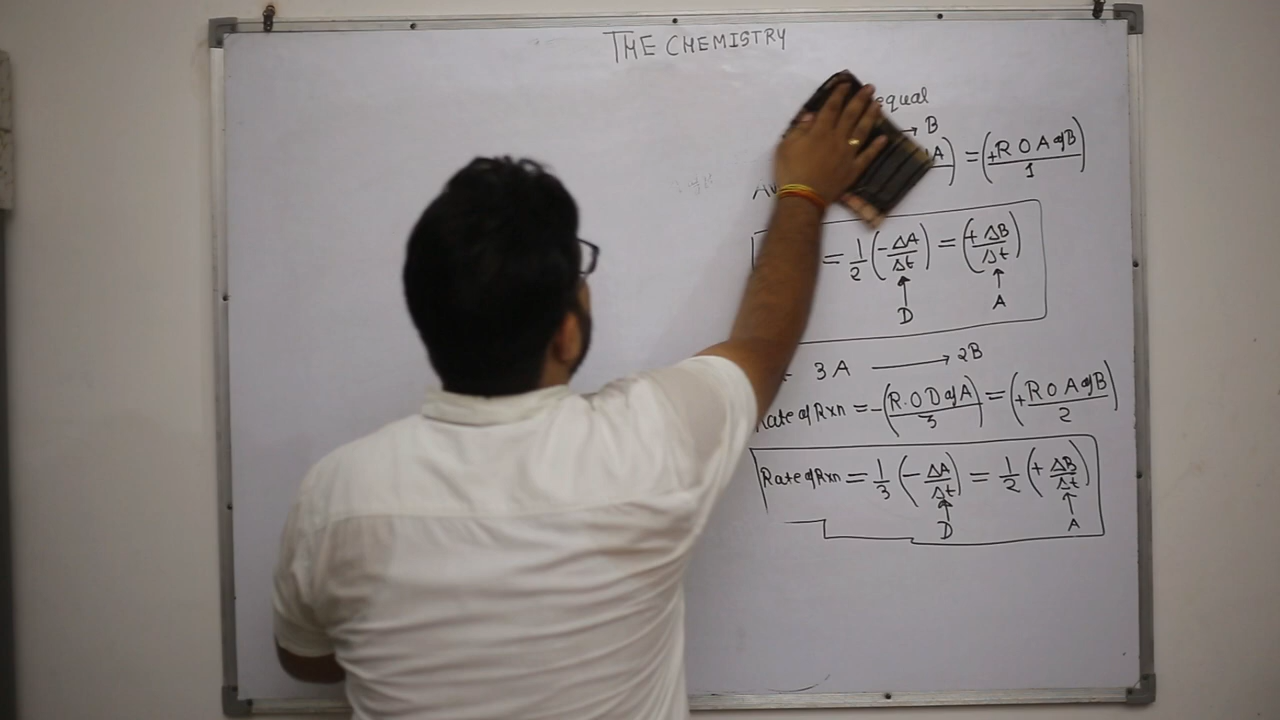 THE CHEMISTRY
equal
→ B
A) = (+R O A of B / 1)
= 1/2 (-ΔA/Δt) = (+ΔB/Δt)
↑ ↑
D A
3A → 2B
Rate of Rxn = -(R.O D of A / 3) = (+R O A of B / 2)
Rate of Rxn = 1/3 (-ΔA/Δt) = 1/2 (+ΔB/Δt)
↑ ↑
D A